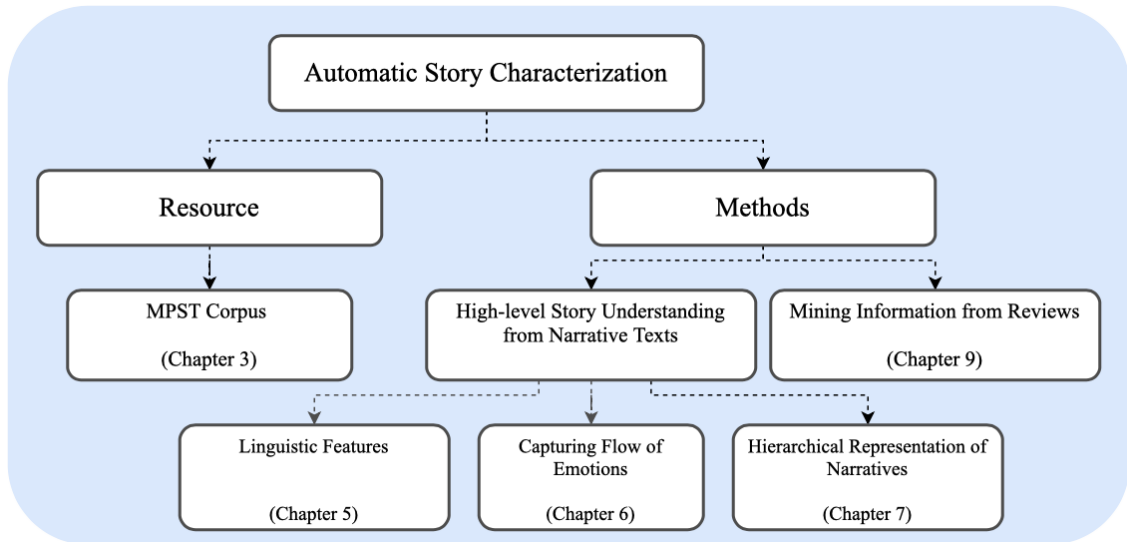 Automatic Story Characterization
Resource
Methods
MPST Corpus
(Chapter 3)
High-level Story Understanding
from Narrative Texts
Mining Information from Reviews
(Chapter 9)
Linguistic Features
(Chapter 5)
Capturing Flow of
Emotions
(Chapter 6)
Hierarchical Representation of
Narratives
(Chapter 7)